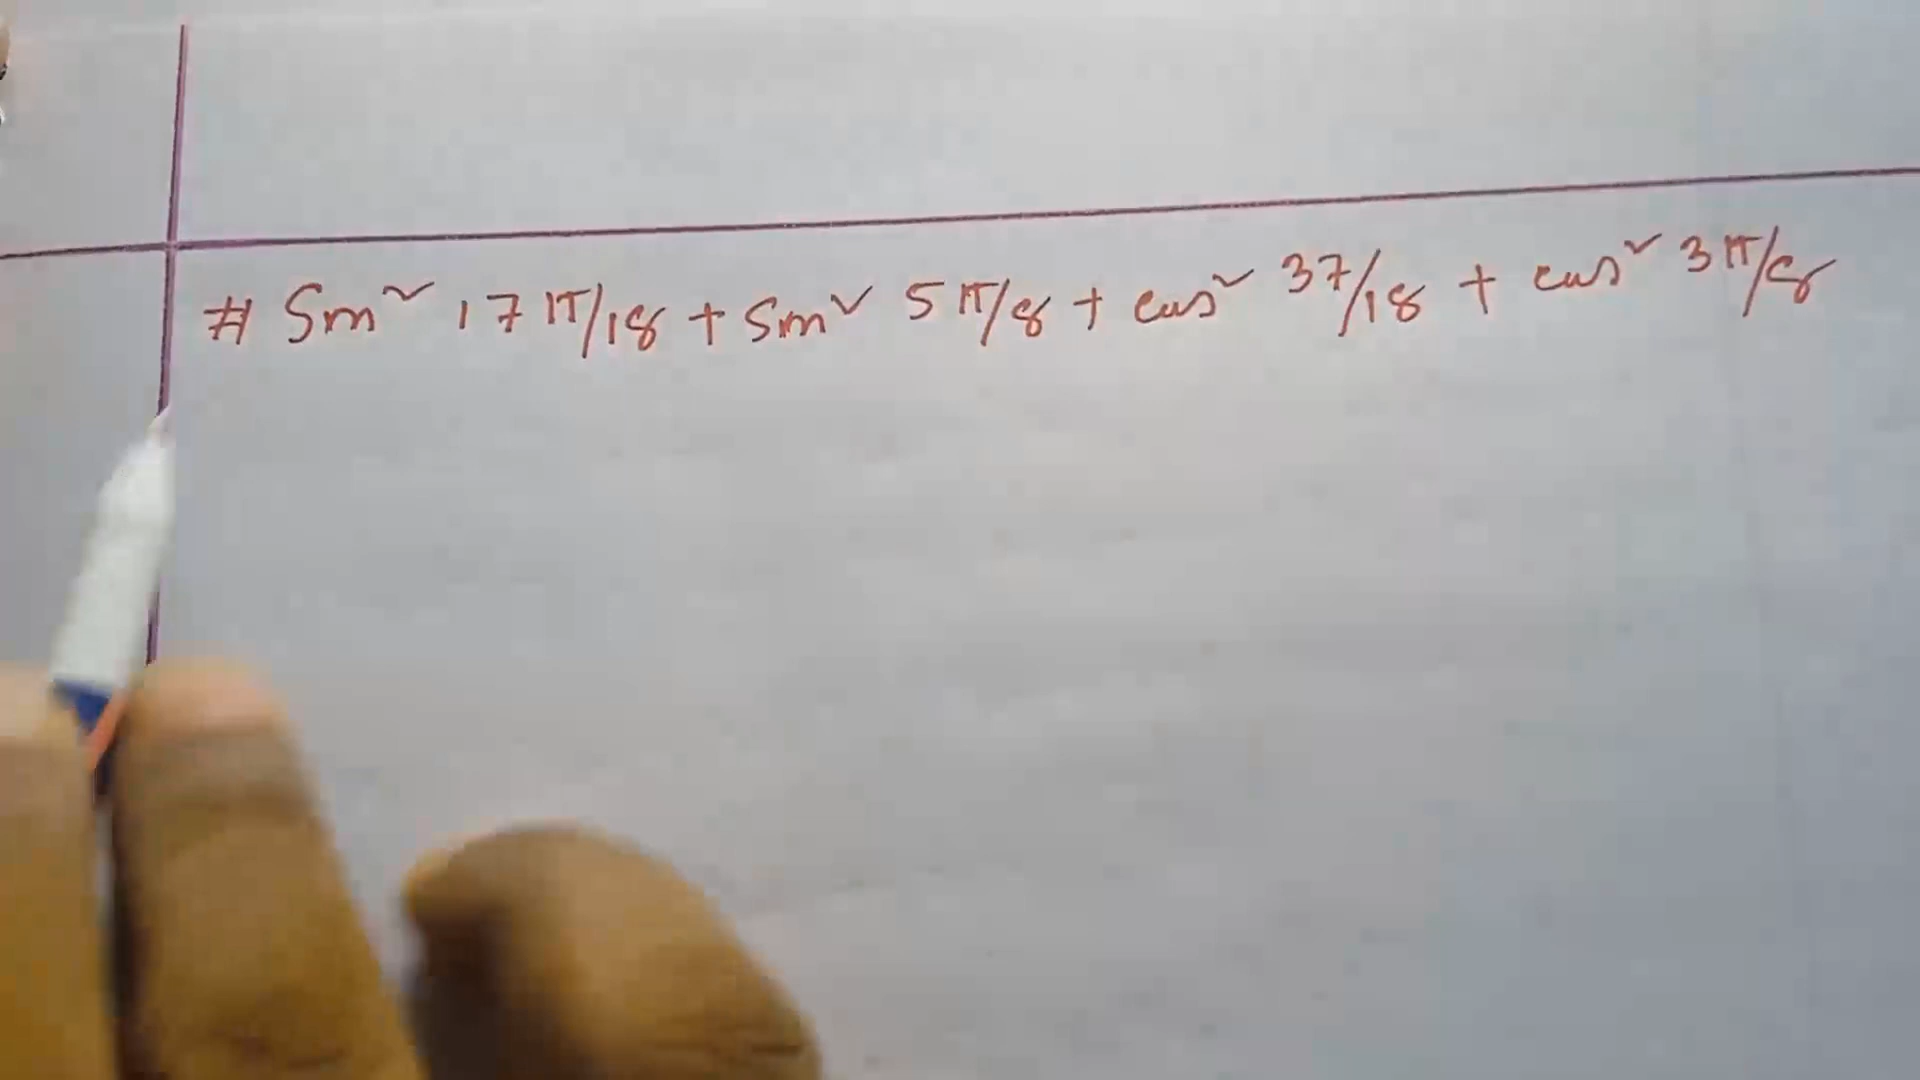 # Sin² 17π/18 + Sin² 5π/8 + cos² 37/18 + cos² 3π/8